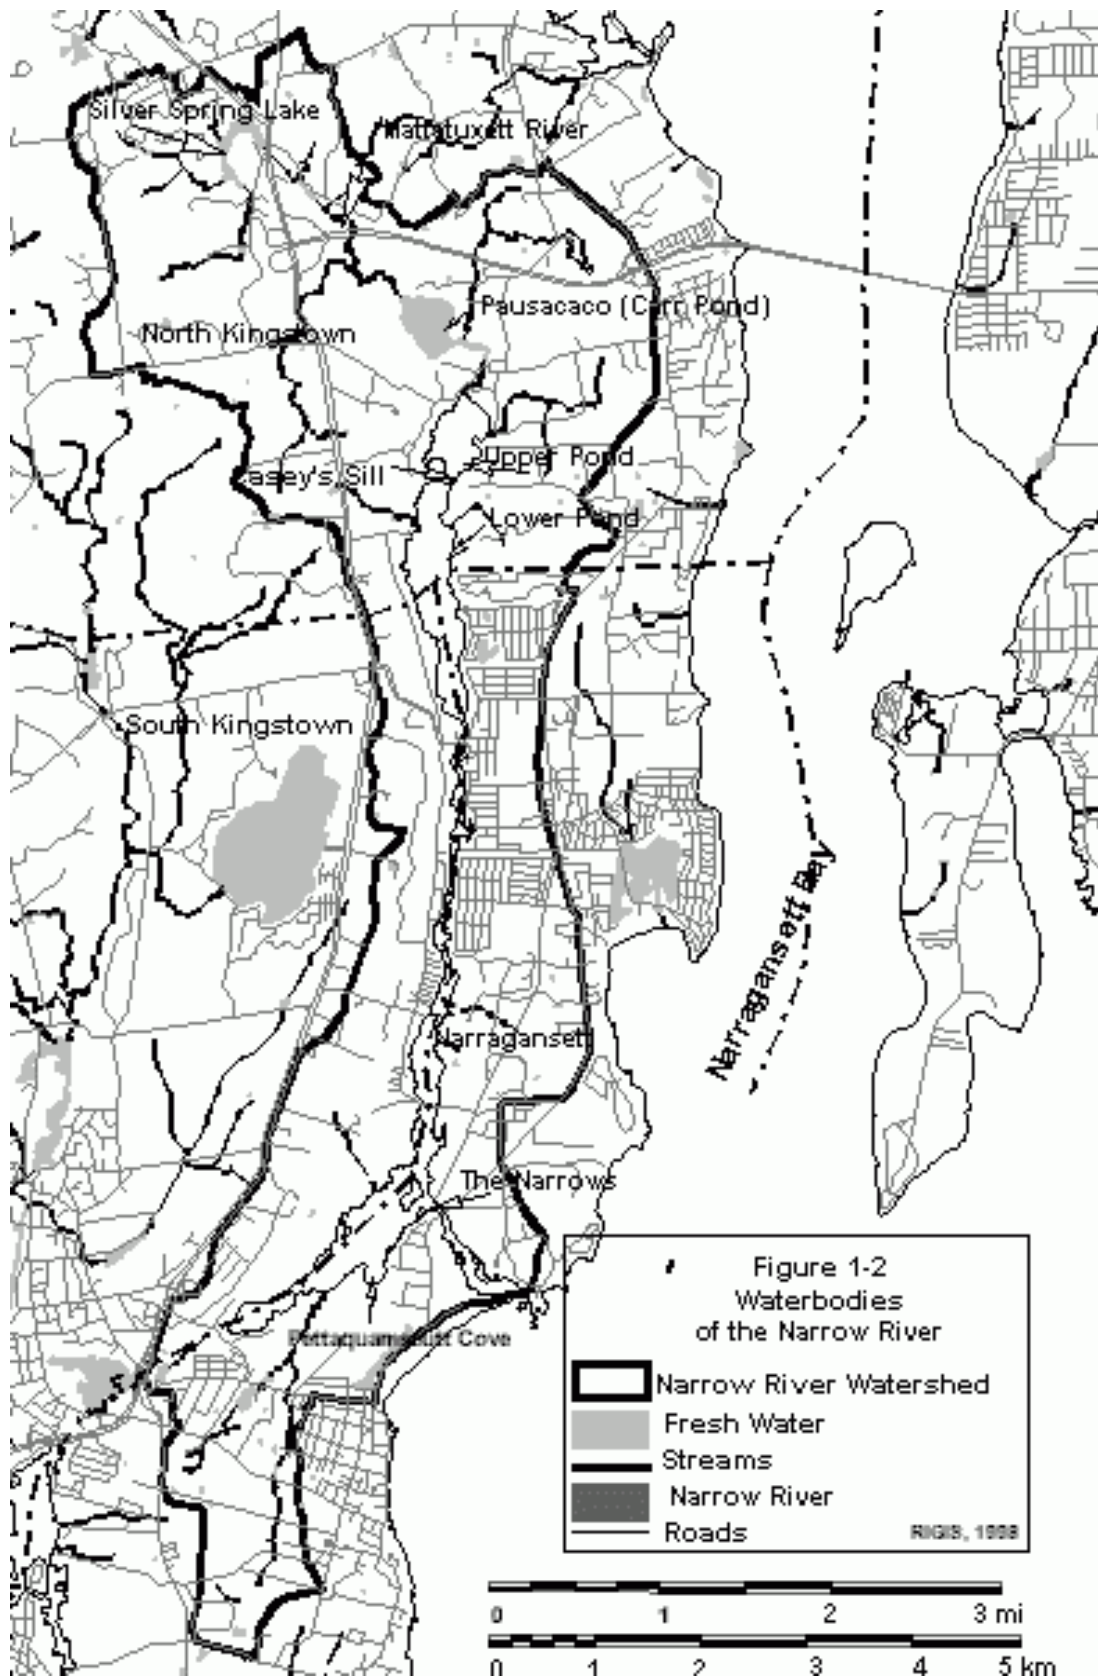 Silver Spring Lake
Mattatuxett River
Pausacaco (Carr Pond)
North Kingstown
Upper Pond
asey's Sill
Lower Pond
South Kingstown
Narragansett Bay
Narragansett
The Narrows
Pettaquamscutt Cove
Figure 1-2
Waterbodies
of the Narrow River
Narrow River Watershed
Fresh Water
Streams
Narrow River
Roads
RIGIS, 1998
0 1 2 3 mi
0 1 2 3 4 5 km